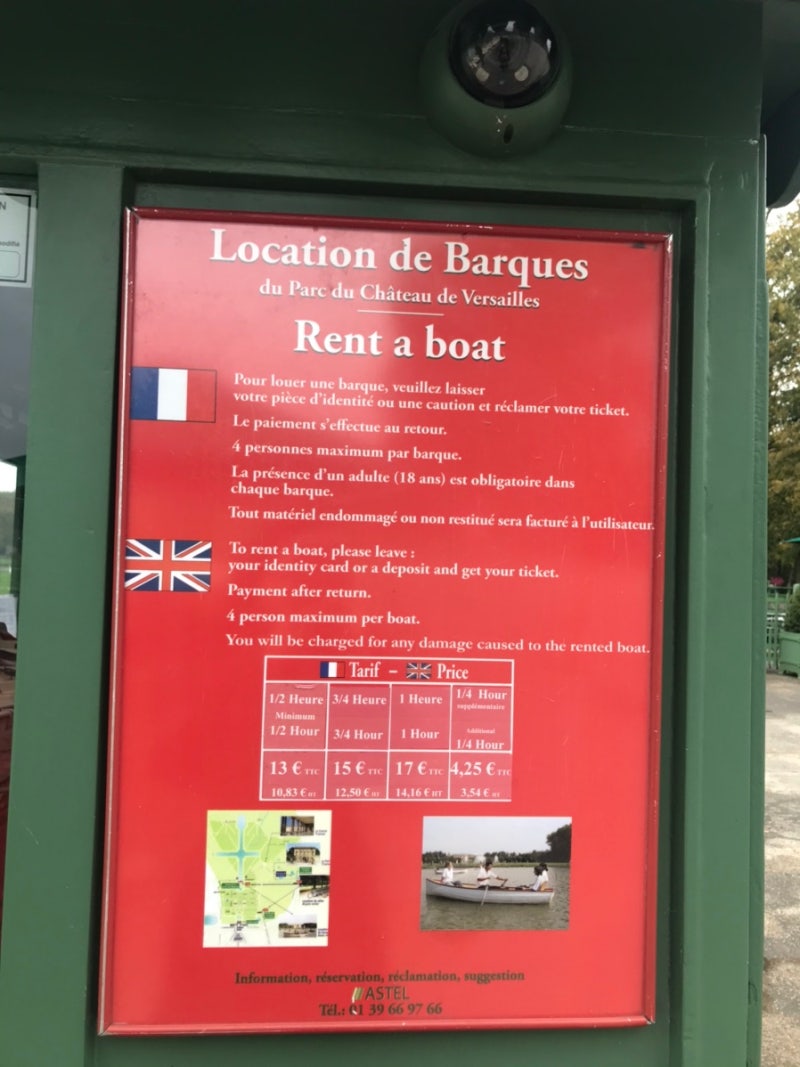 N
modifié
Location de Barques
du Parc du Château de Versailles
Rent a boat
Pour louer une barque, veuillez laisser
votre pièce d'identité ou une caution et réclamer votre ticket.
Le paiement s'effectue au retour.
4 personnes maximum par barque.
La présence d'un adulte (18 ans) est obligatoire dans
chaque barque.
Tout matériel endommagé ou non restitué sera facturé à l'utilisateur.
To rent a boat, please leave :
your identity card or a deposit and get your ticket.
Payment after return.
4 person maximum per boat.
You will be charged for any damage caused to the rented boat.
Tarif - Price
1/2 Heure 3/4 Heure 1 Heure 1/4 Hour
Minimum supplémentaire
1/2 Hour 3/4 Hour 1 Hour Additional 1/4 Hour
13 € TTC 15 € TTC 17 € TTC 4,25 € TTC
10,83 € HT 12,50 € HT 14,16 € HT 3,54 € HT
Information, réservation, réclamation, suggestion
ASTEL
Tél.: 01 39 66 97 66